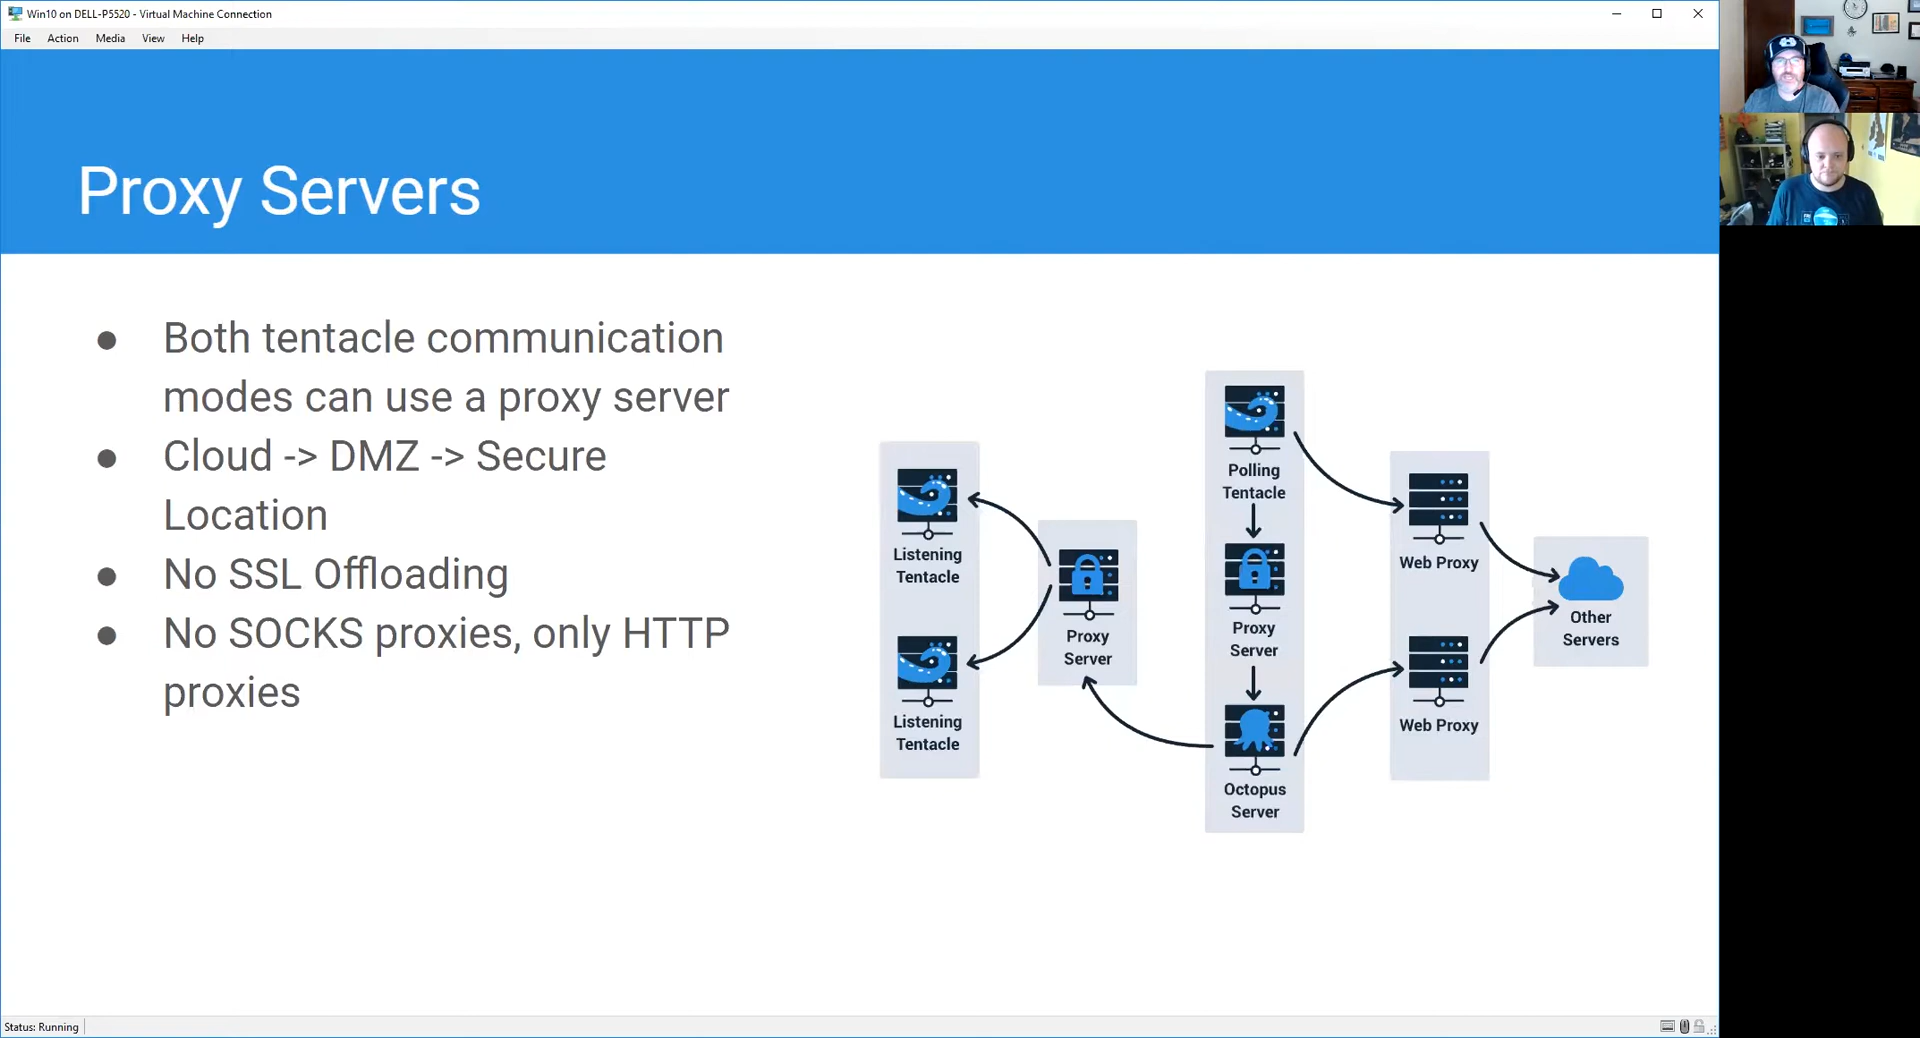 Win10 on DELL-P5520 - Virtual Machine Connection
File Action Media View Help
Proxy Servers
● Both tentacle communication
modes can use a proxy server
● Cloud -> DMZ -> Secure
Location
● No SSL Offloading
● No SOCKS proxies, only HTTP
proxies
Listening
Tentacle
Listening
Tentacle
Proxy
Server
Polling
Tentacle
Proxy
Server
Octopus
Server
Web Proxy
Web Proxy
Other
Servers
Status: Running